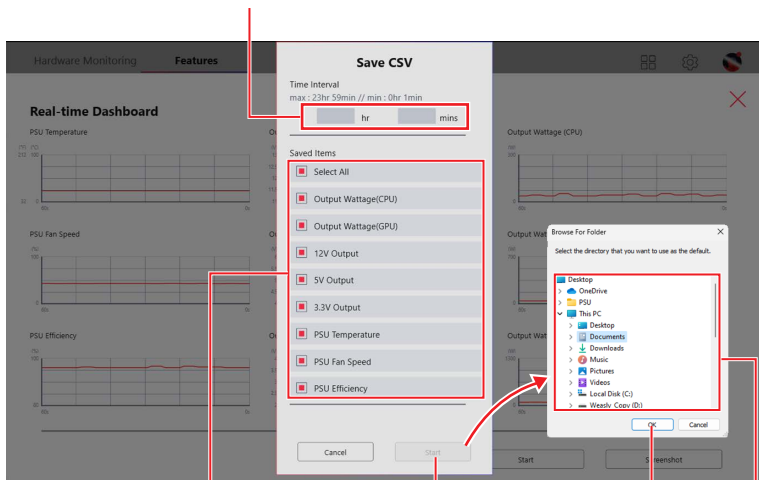 Hardware Monitoring
Features
Save CSV
Time Interval
max : 23hr 59min // min : 0hr 1min
hr
mins
Real-time Dashboard
PSU Temperature
Output Wattage (CPU)
Saved Items
Select All
Output Wattage(CPU)
Output Wattage(GPU)
12V Output
5V Output
3.3V Output
PSU Temperature
PSU Fan Speed
PSU Efficiency
PSU Fan Speed
PSU Efficiency
Browse For Folder
Select the directory that you want to use as the default.
Desktop
OneDrive
PSU
This PC
Desktop
Documents
Downloads
Music
Pictures
Videos
Local Disk (C:)
Weasly_Copy (D:)
OK
Cancel
Cancel
Start
Start
Screenshot